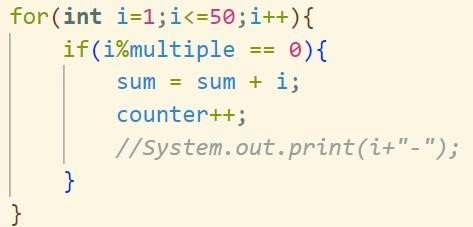 for(int i=1;i<=50;i++){
    if(i%multiple == 0){
        sum = sum + i;
        counter++;
        //System.out.print(i+"-");
    }
}